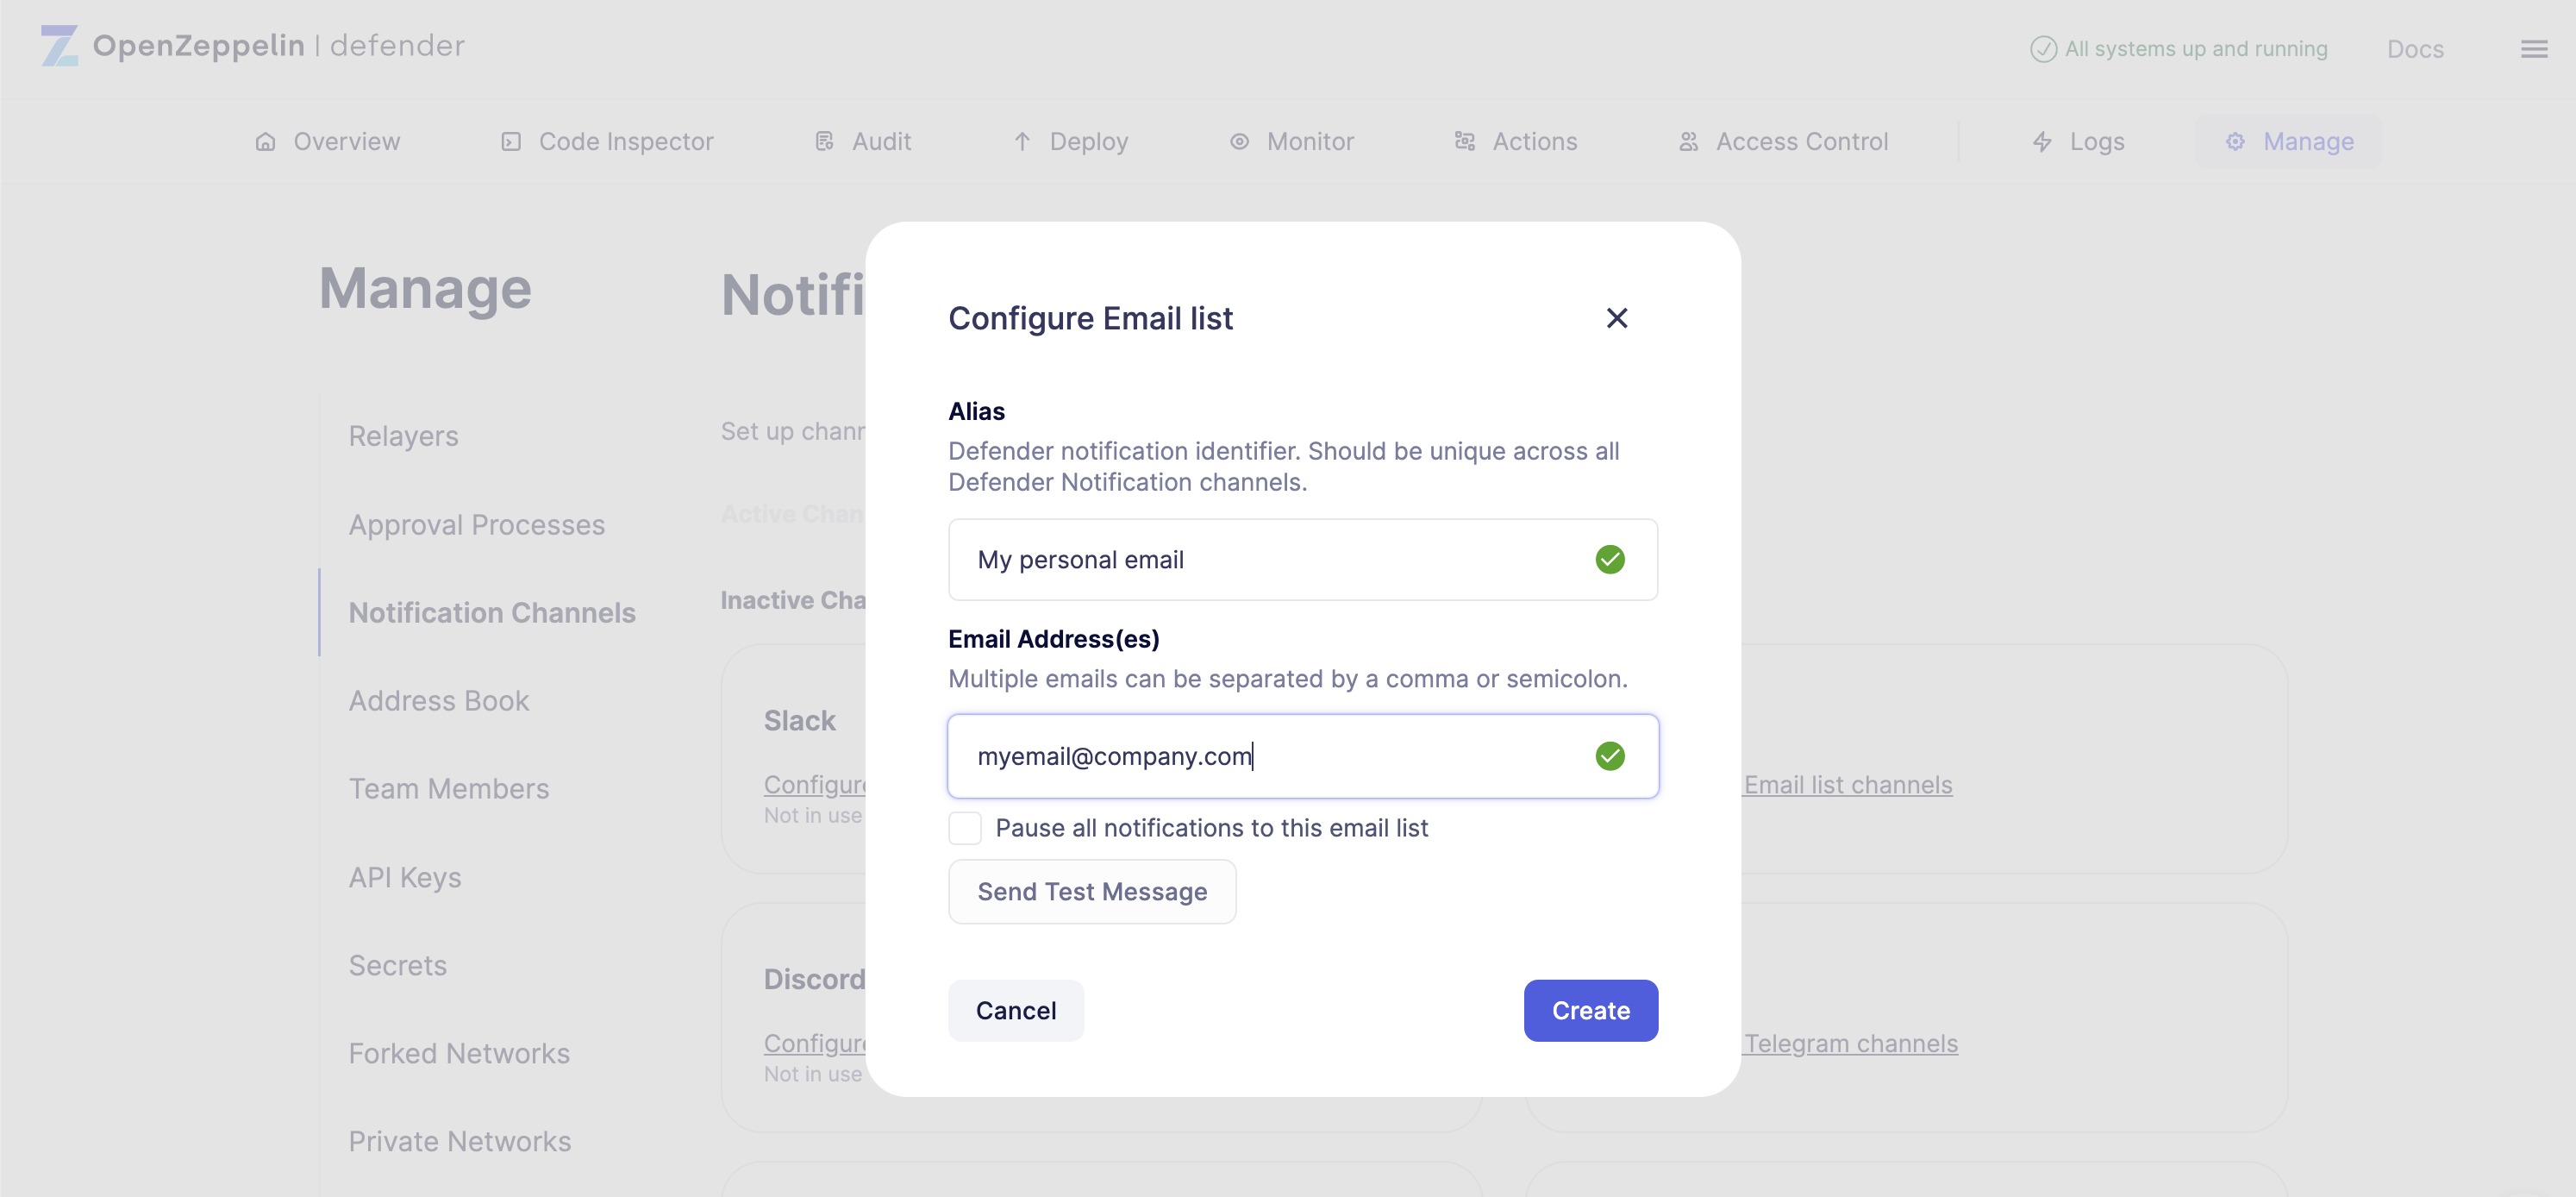 OpenZeppelin | defender
All systems up and running
Docs
Overview
Code Inspector
Audit
Deploy
Monitor
Actions
Access Control
Logs
Manage
Manage
Relayers
Approval Processes
Notification Channels
Address Book
Team Members
API Keys
Secrets
Forked Networks
Private Networks
Notifi
Set up chann
Active Chan
Inactive Cha
Slack
Configure
Not in use
Email list channels
Discord
Configure
Not in use
Telegram channels
Configure Email list
Alias
Defender notification identifier. Should be unique across all
Defender Notification channels.
My personal email
Email Address(es)
Multiple emails can be separated by a comma or semicolon.
myemail@company.com
Pause all notifications to this email list
Send Test Message
Cancel
Create